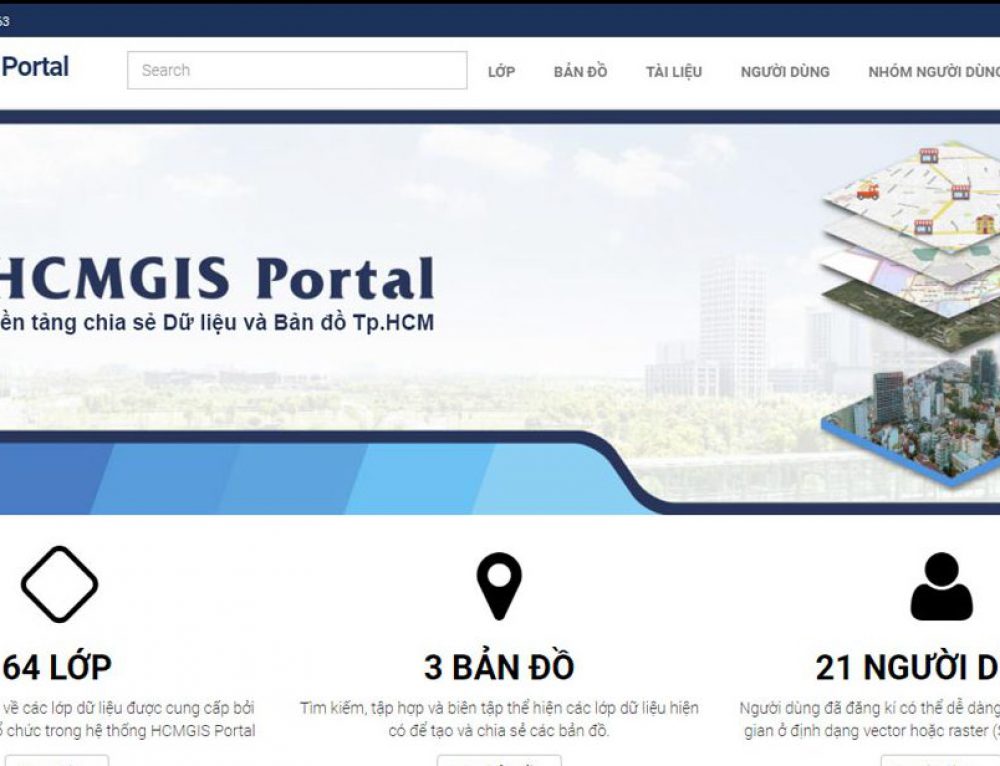 63
Portal
Search
LỚP
BẢN ĐỒ
TÀI LIỆU
NGƯỜI DÙNG
NHÓM NGƯỜI DÙNG
HCMGIS Portal
ền tảng chia sẻ Dữ liệu và Bản đồ Tp.HCM
64 LỚP
về các lớp dữ liệu được cung cấp bởi
ổ chức trong hệ thống HCMGIS Portal
3 BẢN ĐỒ
Tìm kiếm, tập hợp và biên tập thể hiện các lớp dữ liệu hiện
có để tạo và chia sẻ các bản đồ.
21 NGƯỜI D
Người dùng đã đăng kí có thể dễ dàng
gian ở định dạng vector hoặc raster (S